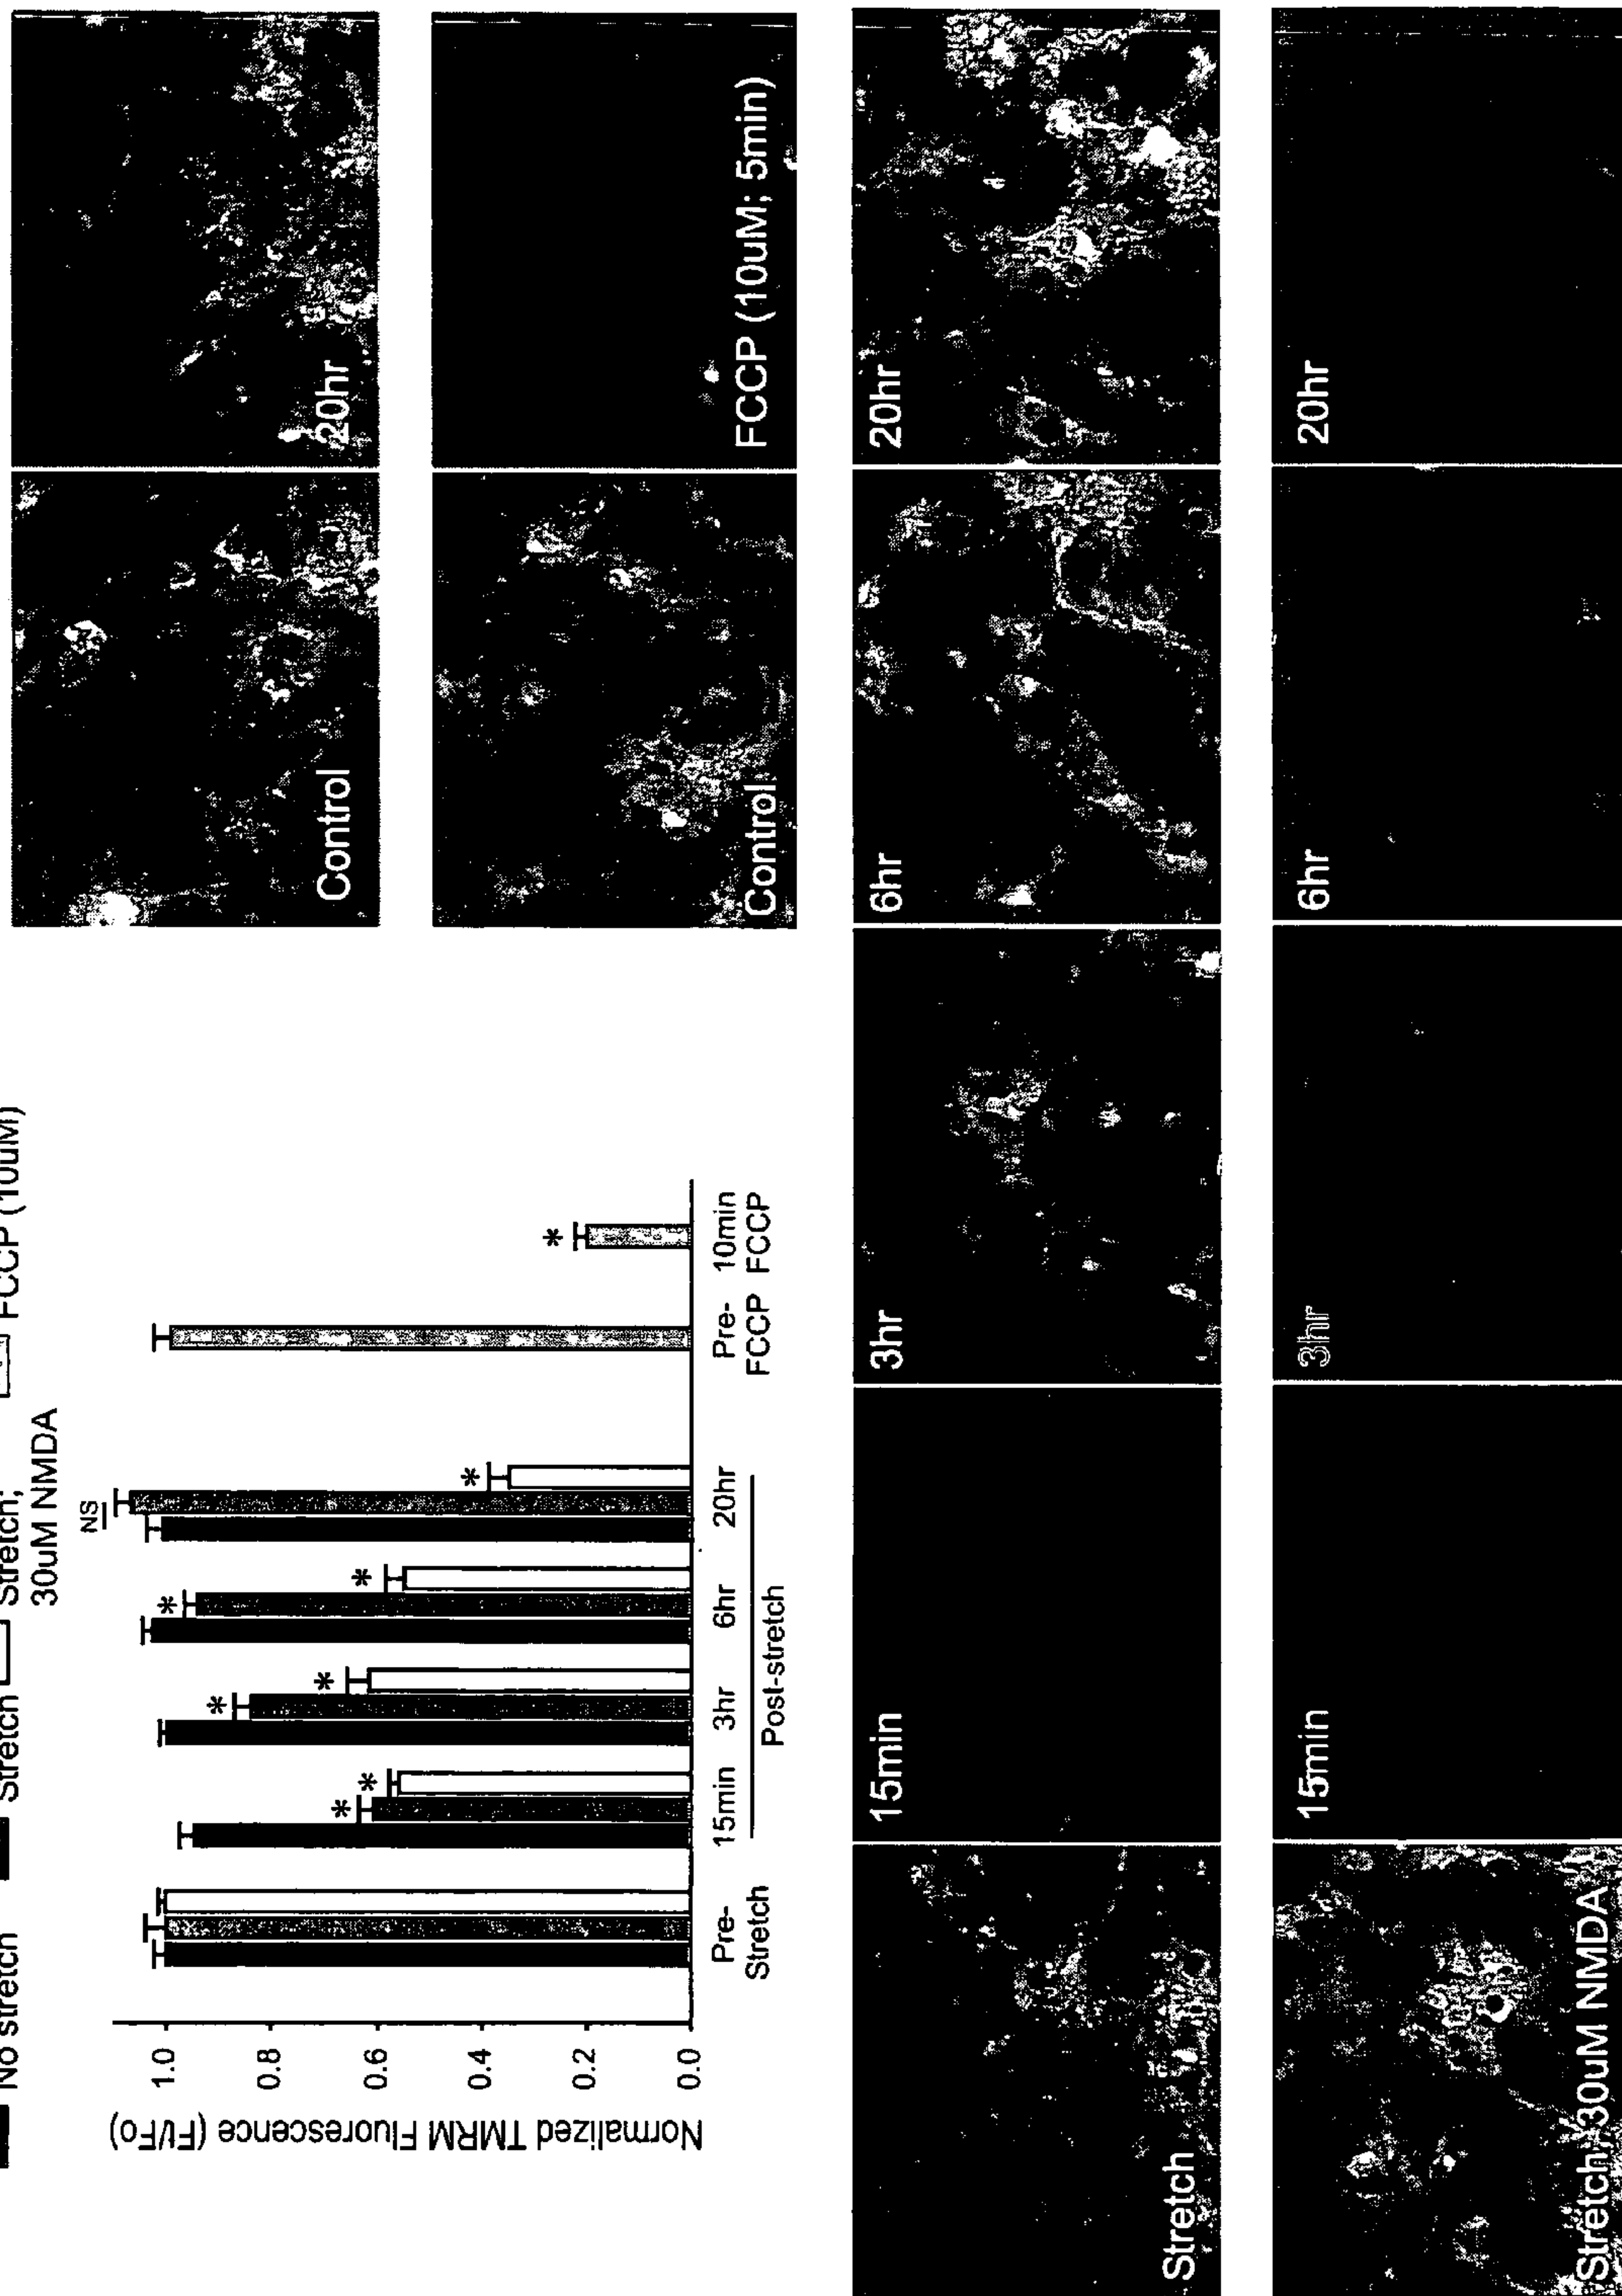 No stretch
Stretch
Stretch;
30uM NMDA
FCCP (10uM)
Normalized TMRM Fluorescence (Ft/Fo)
1.0
0.8
0.6
0.4
0.2
0.0
*
*
*
*
*
*
NS
*
*
Pre-
Stretch
15min
3hr
6hr
20hr
Post-stretch
Pre-
FCCP
10min
FCCP
Control
20hr
Control
FCCP (10uM; 5min)
Stretch
15min
3hr
6hr
20hr
Stretch/30uM NMDA
15min
3hr
6hr
20hr